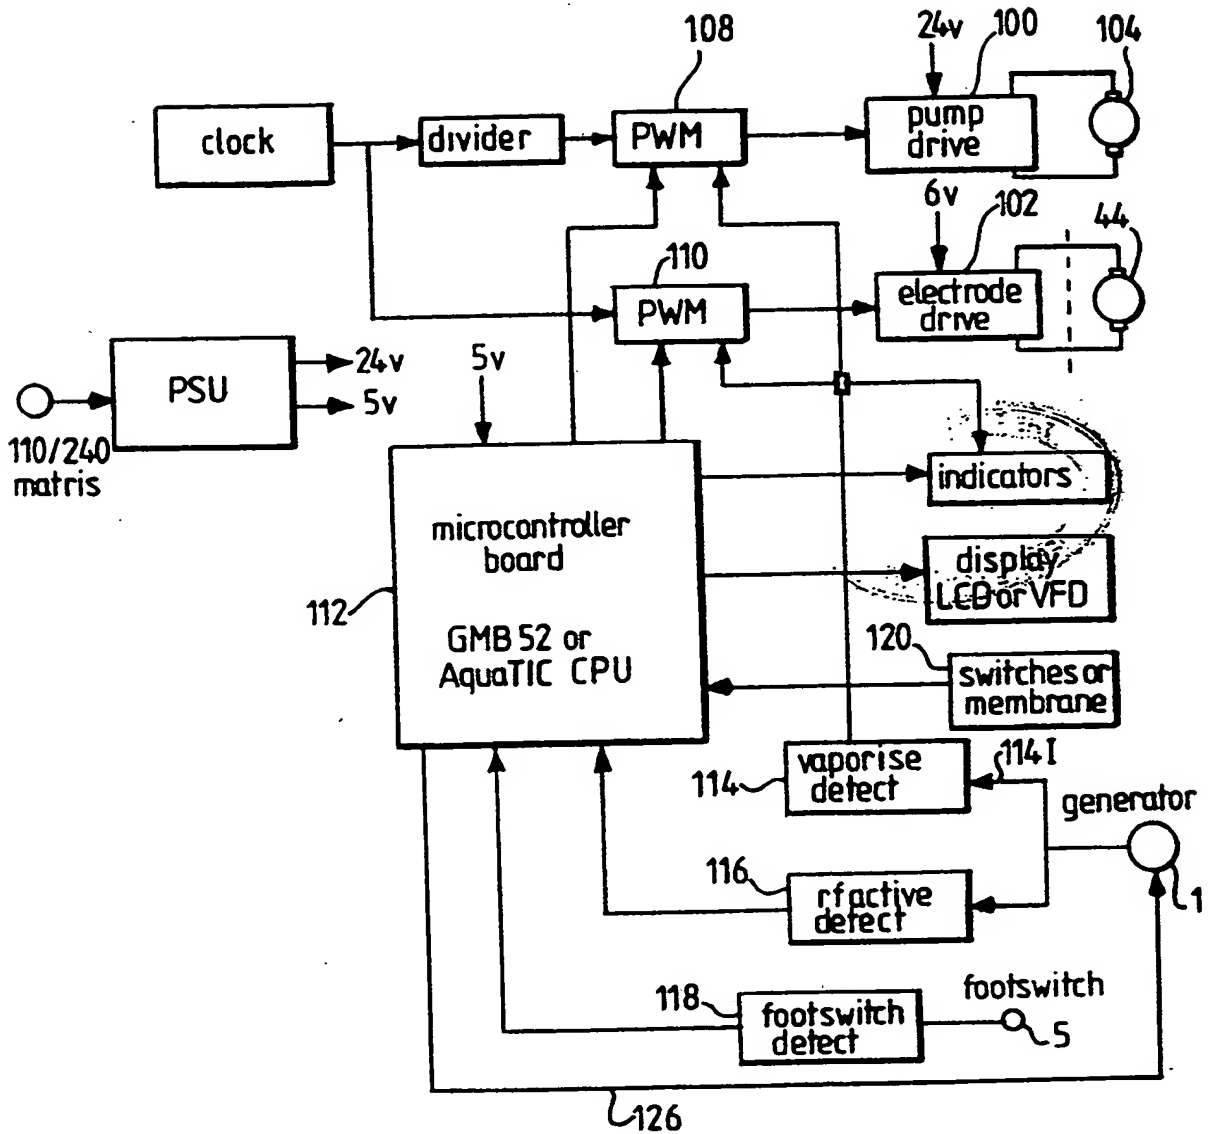 108
24v
100
104
clock
divider
PWM
pump
drive
6v
102
44
110
PWM
electrode
drive
PSU
24v
5v
5v
110/240
matris
indicators
microcontroller
board
display
LCD or VFD
112
GMB 52 or
AquaTIC CPU
120
switches or
membrane
114
vaporise
detect
114I
generator
116
rf active
detect
1
118
footswitch
detect
footswitch
5
126